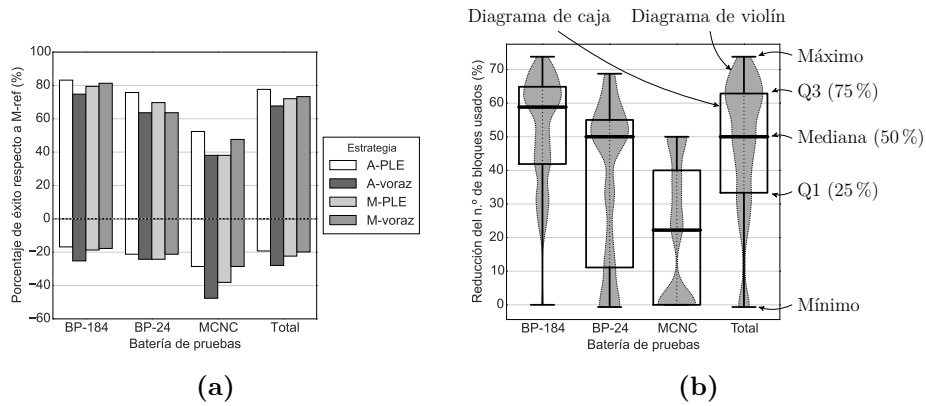 Porcentaje de éxito respecto a M-ref (%)
100
80
60
40
20
0
−20
−40
−60
BP-184
BP-24
MCNC
Total
Batería de pruebas
Estrategia
A-PLE
A-voraz
M-PLE
M-voraz
(a)
Diagrama de caja
Diagrama de violín
Reducción del n.º de bloques usados (%)
70
60
50
40
30
20
10
0
BP-184
BP-24
MCNC
Total
Batería de pruebas
Máximo
Q3 (75 %)
Mediana (50 %)
Q1 (25 %)
Mínimo
(b)